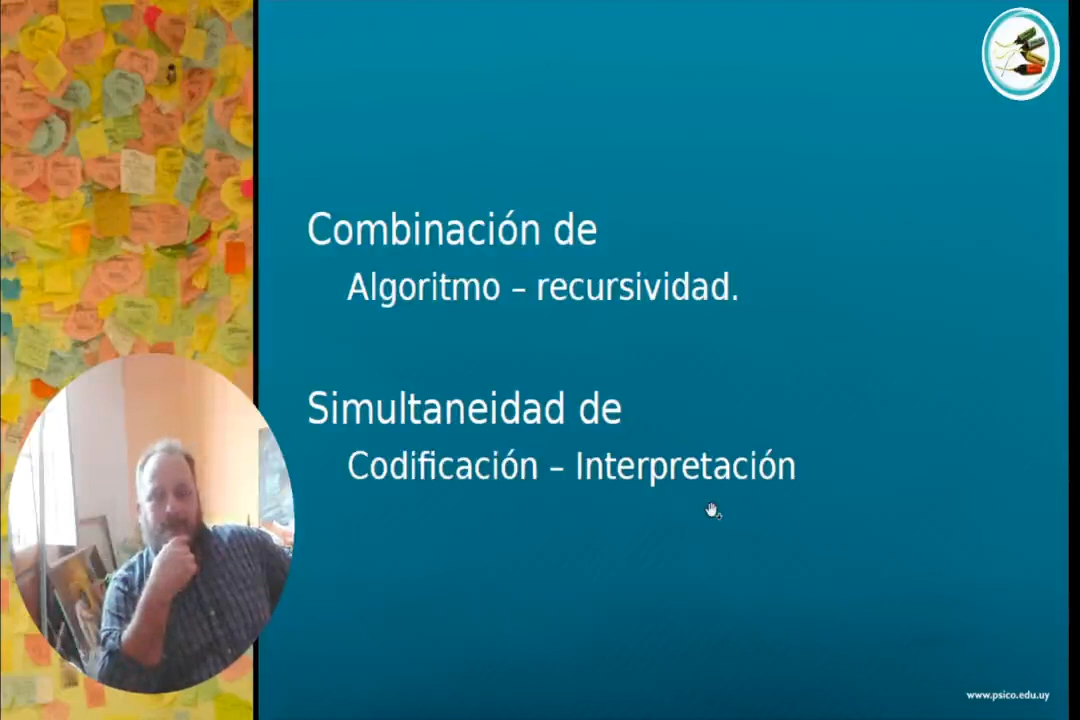 Combinación de
Algoritmo – recursividad.
Simultaneidad de
Codificación – Interpretación
www.psico.edu.uy